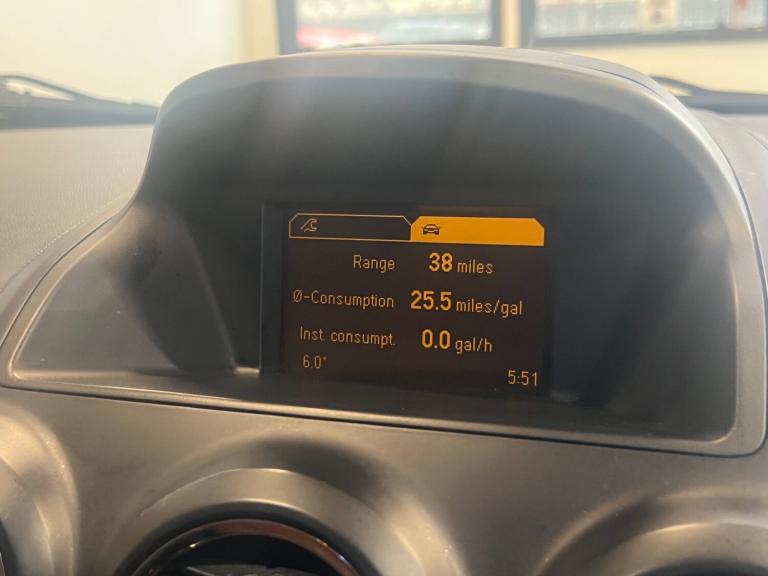 Range 38 miles
Ø-Consumption 25.5 miles/gal
Inst. consumpt. 0.0 gal/h
6.0° 5:51